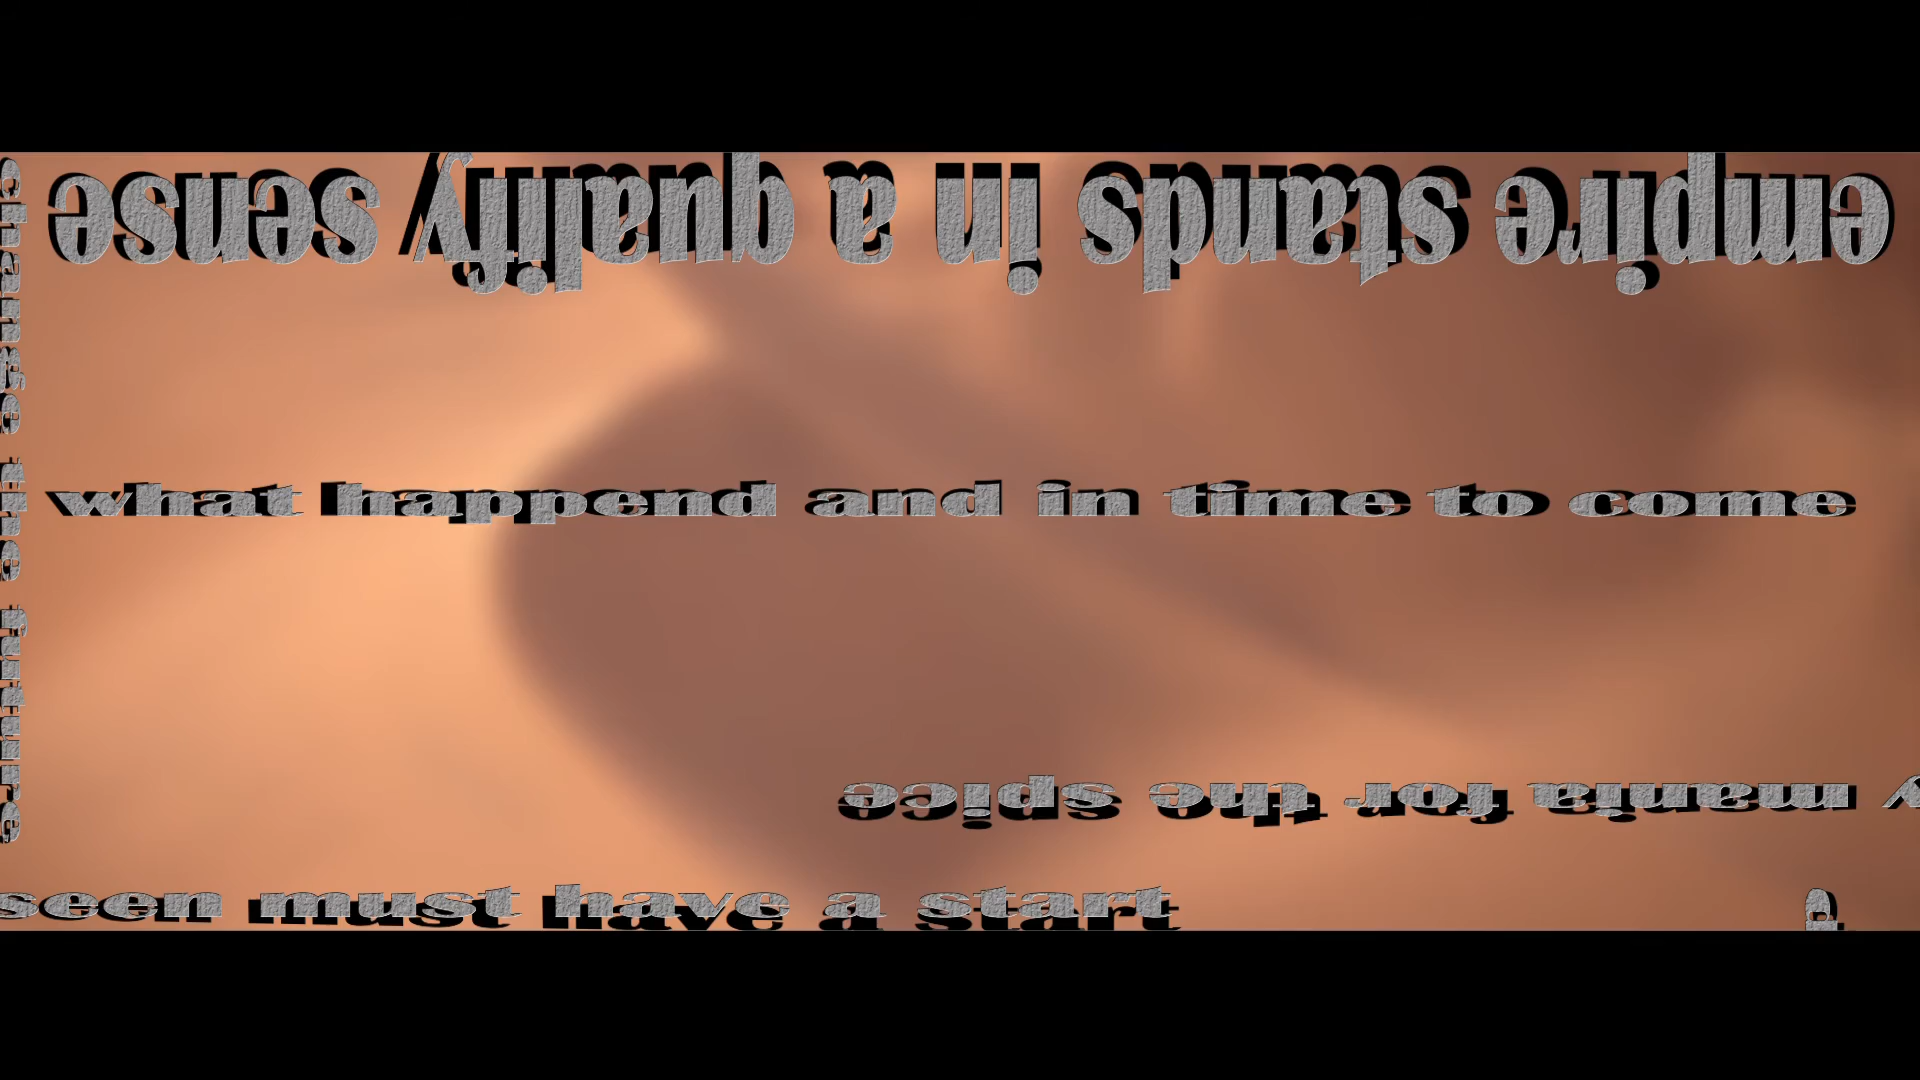 empire stands in a qualify sense
change the future
what happend and in time to come
mania for the spice
seen must have a start